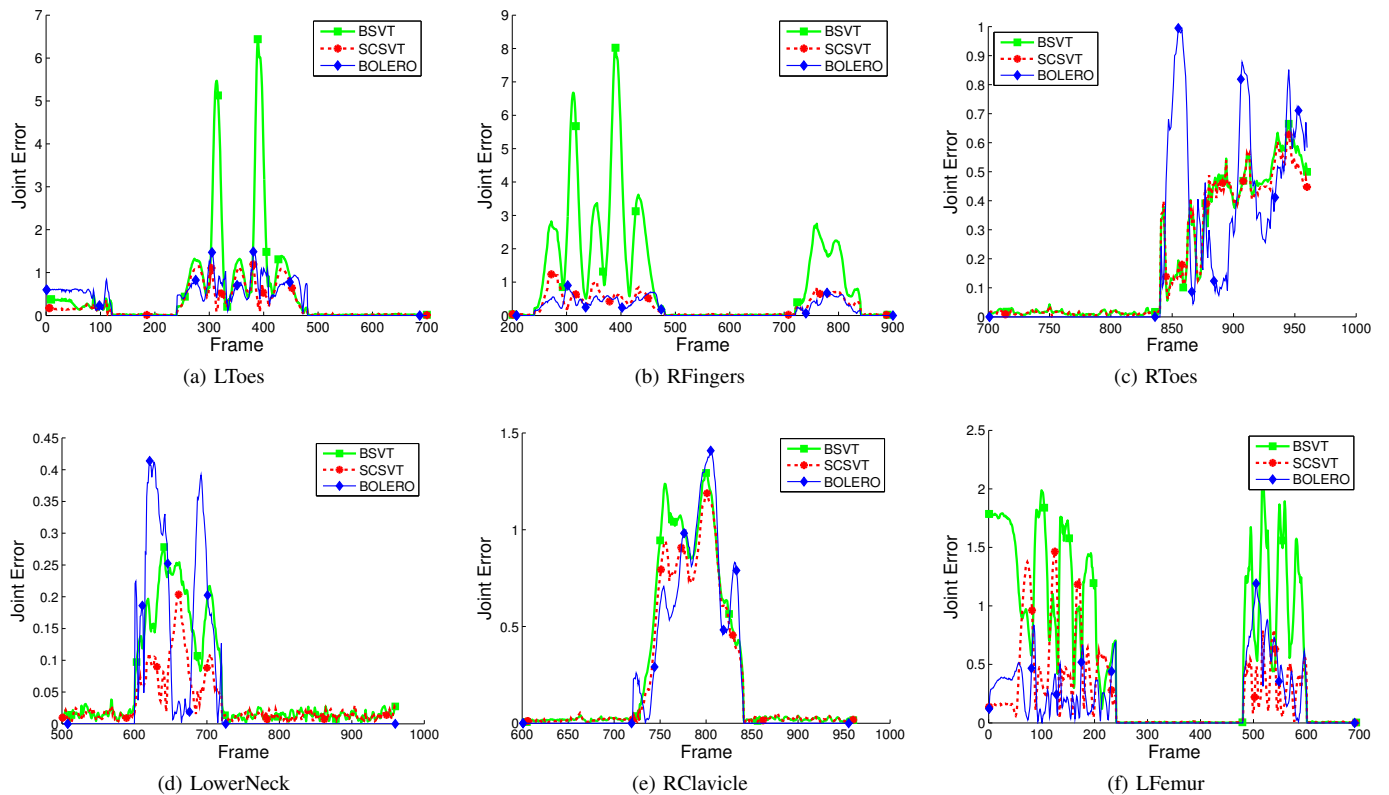 7
6
5
4
3
2
1
0
Joint Error
0 100 200 300 400 500 600 700
Frame
BSVT
SCSVT
BOLERO
(a) LToes
9
8
7
6
5
4
3
2
1
0
Joint Error
200 300 400 500 600 700 800 900
Frame
BSVT
SCSVT
BOLERO
(b) RFingers
1
0.9
0.8
0.7
0.6
0.5
0.4
0.3
0.2
0.1
0
Joint Error
700 750 800 850 900 950 1000
Frame
BSVT
SCSVT
BOLERO
(c) RToes
0.45
0.4
0.35
0.3
0.25
0.2
0.15
0.1
0.05
0
Joint Error
500 600 700 800 900 1000
Frame
BSVT
SCSVT
BOLERO
(d) LowerNeck
1.5
1
0.5
0
Joint Error
600 650 700 750 800 850 900 950 1000
Frame
BSVT
SCSVT
BOLERO
(e) RClavicle
2.5
2
1.5
1
0.5
0
Joint Error
0 100 200 300 400 500 600 700
Frame
BSVT
SCSVT
BOLERO
(f) LFemur